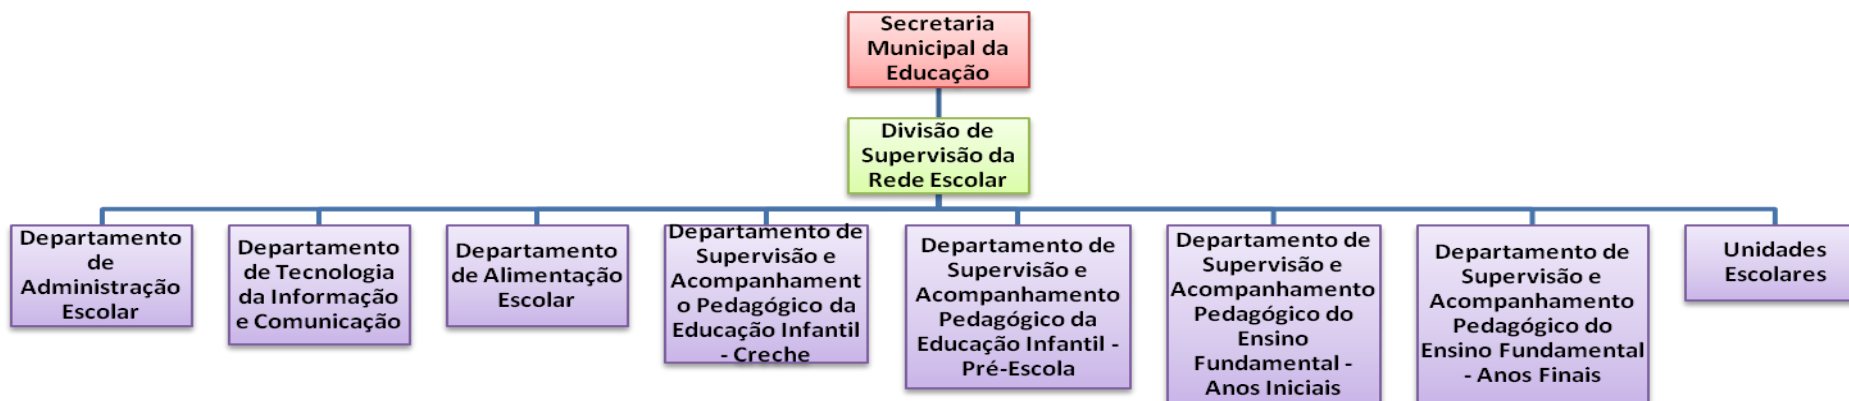 Secretaria
Municipal da
Educação
Divisão de
Supervisão da
Rede Escolar
Departamento
de
Administração
Escolar
Departamento
de Tecnologia
da Informação
e Comunicação
Departamento
de Alimentação
Escolar
Departamento de
Supervisão e
Acompanhament
o Pedagógico da
Educação Infantil
- Creche
Departamento de
Supervisão e
Acompanhamento
Pedagógico da
Educação Infantil -
Pré-Escola
Departamento de
Supervisão e
Acompanhamento
Pedagógico do
Ensino
Fundamental -
Anos Iniciais
Departamento de
Supervisão e
Acompanhamento
Pedagógico do
Ensino Fundamental
- Anos Finais
Unidades
Escolares